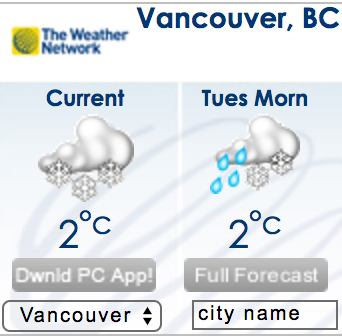 Vancouver, BC
The Weather
Network
Current
Tues Morn
2°C
2°C
Dwnld PC App!
Full Forecast
Vancouver
city name